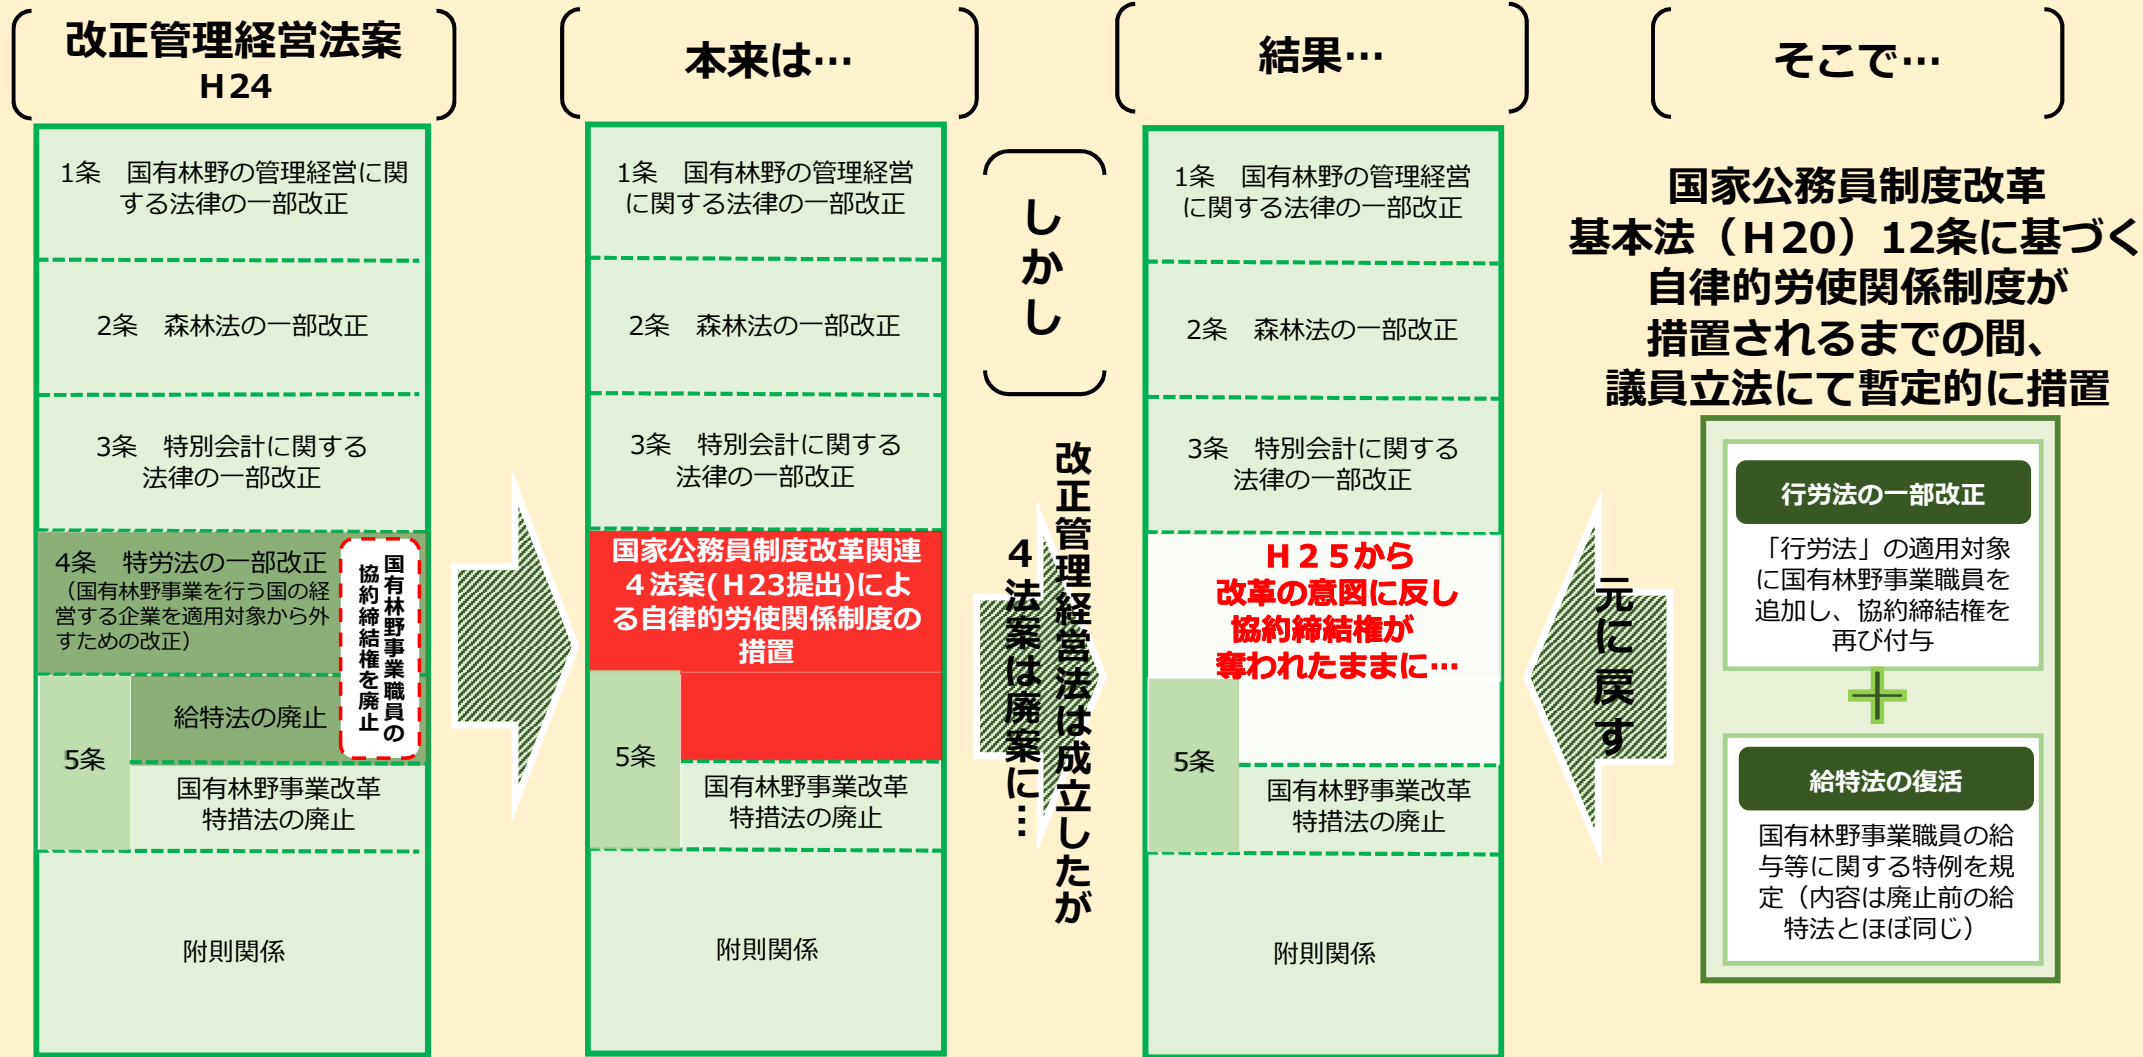 改正管理経営法案
H24
1条　国有林野の管理経営に関
する法律の一部改正
2条　森林法の一部改正
3条　特別会計に関する
法律の一部改正
4条　特労法の一部改正
（国有林野事業を行う国の経
営する企業を適用対象から外
すための改正）
国有林野事業職員の
協約締結権を廃止
5条
給特法の廃止
国有林野事業改革
特措法の廃止
附則関係
本来は…
1条　国有林野の管理経営
に関する法律の一部改正
2条　森林法の一部改正
3条　特別会計に関する
法律の一部改正
国家公務員制度改革関連
４法案(H23提出)によ
る自律的労使関係制度の
措置
5条
国有林野事業改革
特措法の廃止
附則関係
しかし
改正管理経営法は成立したが
４法案は廃案に…
結果…
1条　国有林野の管理経営
に関する法律の一部改正
2条　森林法の一部改正
3条　特別会計に関する
法律の一部改正
H２５から
改革の意図に反し
協約締結権が
奪われたままに…
5条
国有林野事業改革
特措法の廃止
附則関係
元に戻す
そこで…
国家公務員制度改革
基本法（H20）12条に基づく
自律的労使関係制度が
措置されるまでの間、
議員立法にて暫定的に措置
行労法の一部改正
「行労法」の適用対象
に国有林野事業職員を
追加し、協約締結権を
再び付与
給特法の復活
国有林野事業職員の給
与等に関する特例を規
定（内容は廃止前の給
特法とほぼ同じ）